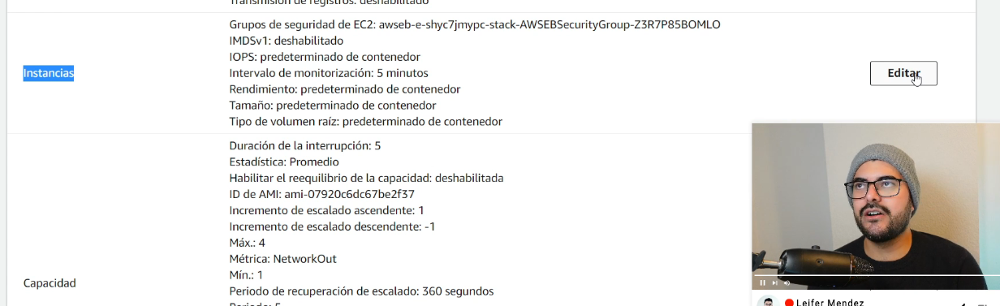 Transmisión de registros: deshabilitado
Instancias
Grupos de seguridad de EC2: awseb-e-shyc7jmypc-stack-AWSEBSecurityGroup-Z3R7P85BOMLO
IMDSv1: deshabilitado
IOPS: predeterminado de contenedor
Intervalo de monitorización: 5 minutos
Rendimiento: predeterminado de contenedor
Tamaño: predeterminado de contenedor
Tipo de volumen raíz: predeterminado de contenedor
Editar
Capacidad
Duración de la interrupción: 5
Estadística: Promedio
Habilitar el reequilibrio de la capacidad: deshabilitada
ID de AMI: ami-07920c6dc67be2f37
Incremento de escalado ascendente: 1
Incremento de escalado descendente: -1
Máx.: 4
Métrica: NetworkOut
Mín.: 1
Periodo de recuperación de escalado: 360 segundos
Periodo: 5
Leifer Mendez